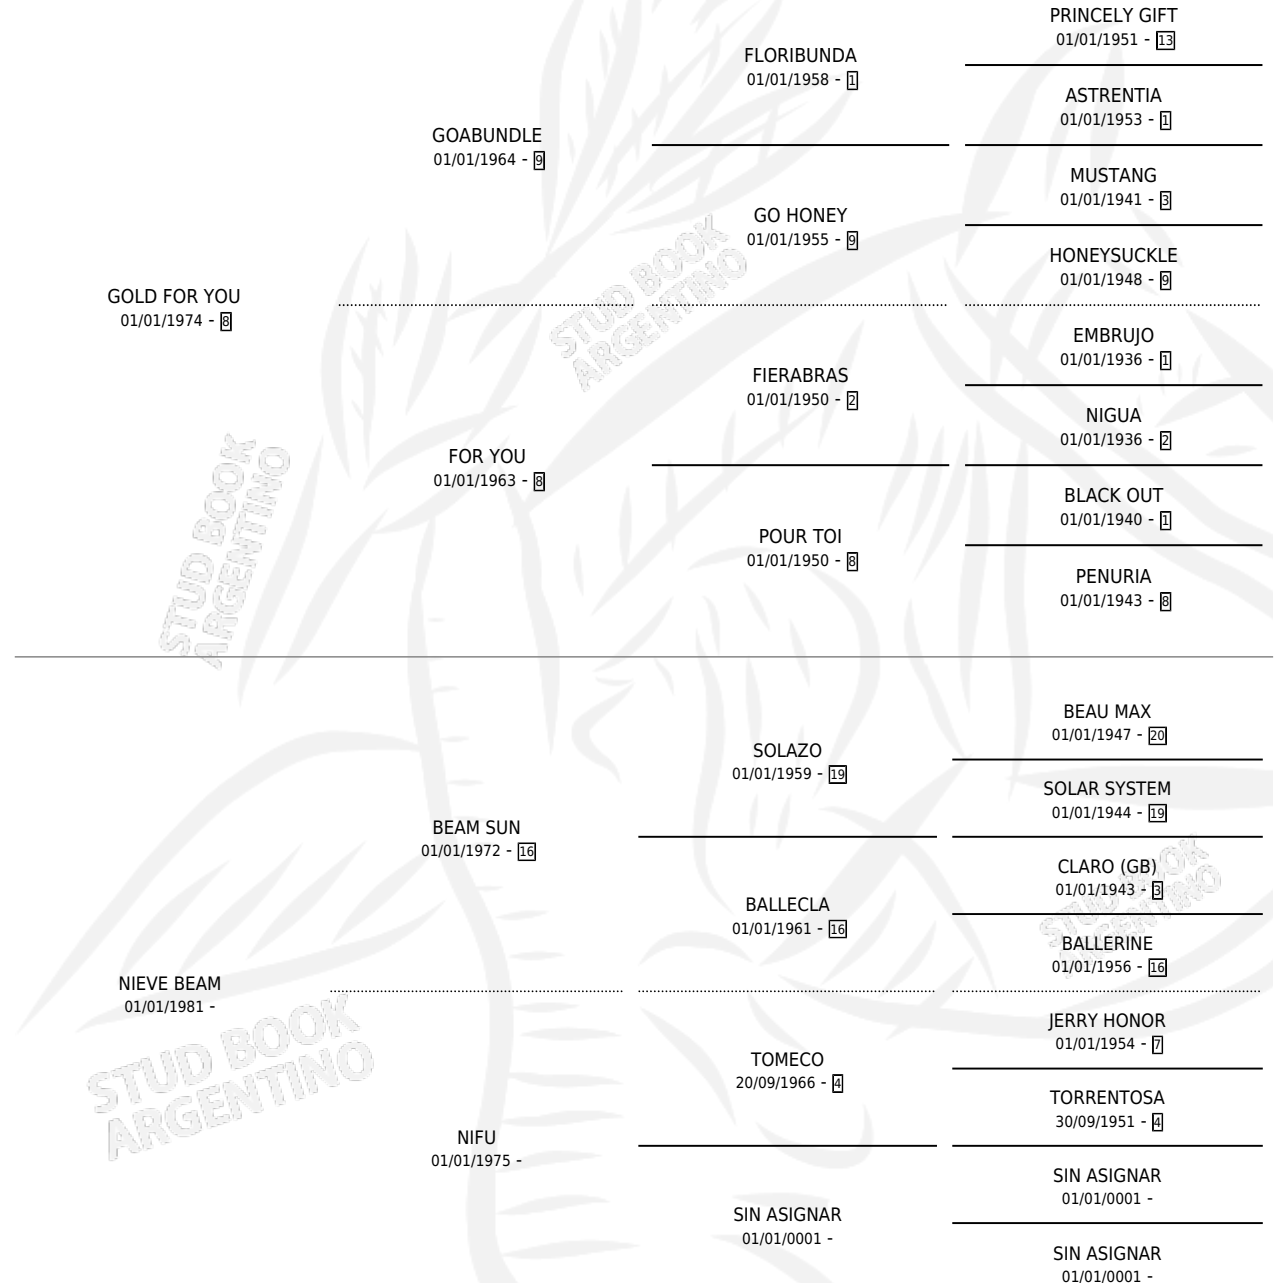 PRINCELY GIFT
01/01/1951 - 13
FLORIBUNDA
01/01/1958 - 1
ASTRENTIA
01/01/1953 - 1
GOABUNDLE
01/01/1964 - 9
MUSTANG
01/01/1941 - 3
GO HONEY
01/01/1955 - 9
HONEYSUCKLE
01/01/1948 - 9
GOLD FOR YOU
01/01/1974 - 8
EMBRUJO
01/01/1936 - 1
FIERABRAS
01/01/1950 - 2
NIGUA
01/01/1936 - 2
FOR YOU
01/01/1963 - 8
BLACK OUT
01/01/1940 - 1
POUR TOI
01/01/1950 - 8
PENURIA
01/01/1943 - 8
BEAU MAX
01/01/1947 - 20
SOLAZO
01/01/1959 - 19
SOLAR SYSTEM
01/01/1944 - 19
BEAM SUN
01/01/1972 - 16
CLARO (GB)
01/01/1943 - 3
BALLECLA
01/01/1961 - 16
BALLERINE
01/01/1956 - 16
NIEVE BEAM
01/01/1981 -
JERRY HONOR
01/01/1954 - 7
TOMECO
20/09/1966 - 4
TORRENTOSA
30/09/1951 - 4
NIFU
01/01/1975 -
SIN ASIGNAR
01/01/0001 -
SIN ASIGNAR
01/01/0001 -
SIN ASIGNAR
01/01/0001 -
STUD BOOK
ARGENTINO
STUD BOOK
ARGENTINO
STUD BOOK
ARGENTINO
STUD BOOK
ARGENTINO